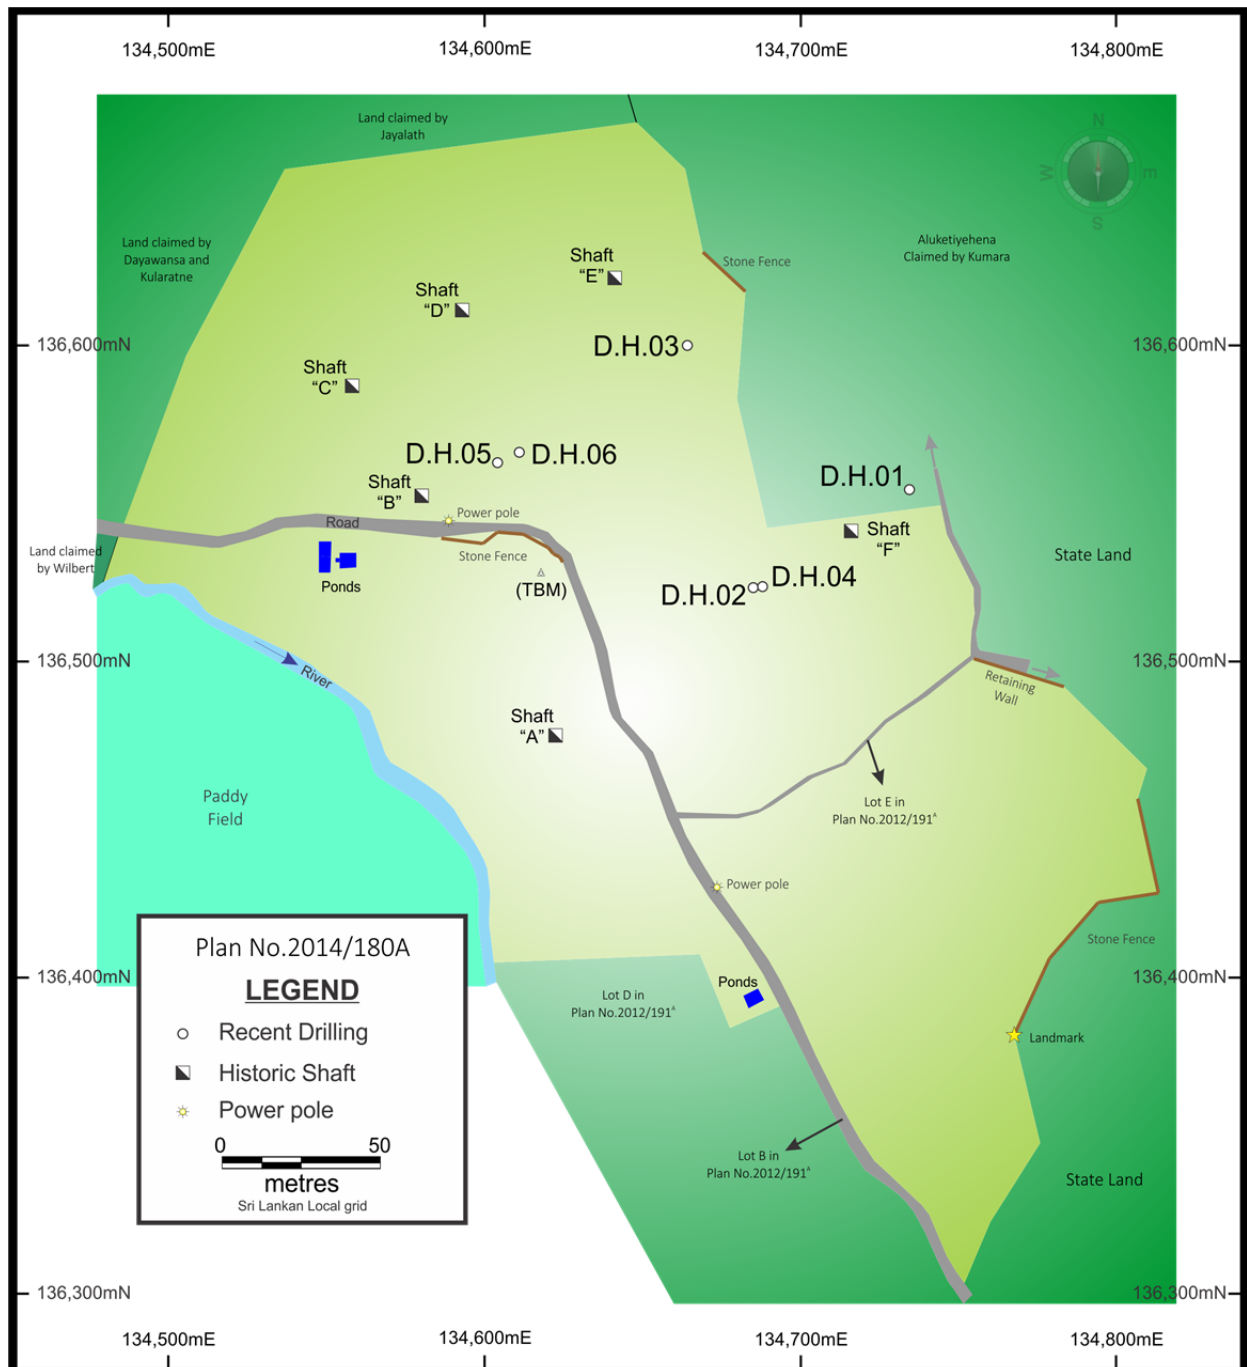 134,500mE
134,600mE
134,700mE
134,800mE
Land claimed by
Jayalath
N
W
E
S
Land claimed by
Dayawansa and
Kularatne
Aluketiyehena
Claimed by Kumara
Shaft
"E"
Stone Fence
Shaft
"D"
136,600mN
D.H.03
136,600mN
Shaft
"C"
D.H.05
D.H.06
D.H.01
Shaft
"B"
Power pole
Road
Shaft
"F"
Land claimed
by Wilbert
Stone Fence
State Land
Ponds
(TBM)
D.H.02
D.H.04
136,500mN
136,500mN
River
Retaining
Wall
Shaft
"A"
Paddy
Field
Lot E in
Plan No.2012/191A
Power pole
Plan No.2014/180A
LEGEND
Recent Drilling
Historic Shaft
Power pole
0
50
metres
Sri Lankan Local grid
Stone Fence
136,400mN
Ponds
Lot D in
Plan No.2012/191A
Landmark
Lot B in
Plan No.2012/191A
State Land
136,300mN
136,300mN
134,500mE
134,600mE
134,700mE
134,800mE
136,400mN